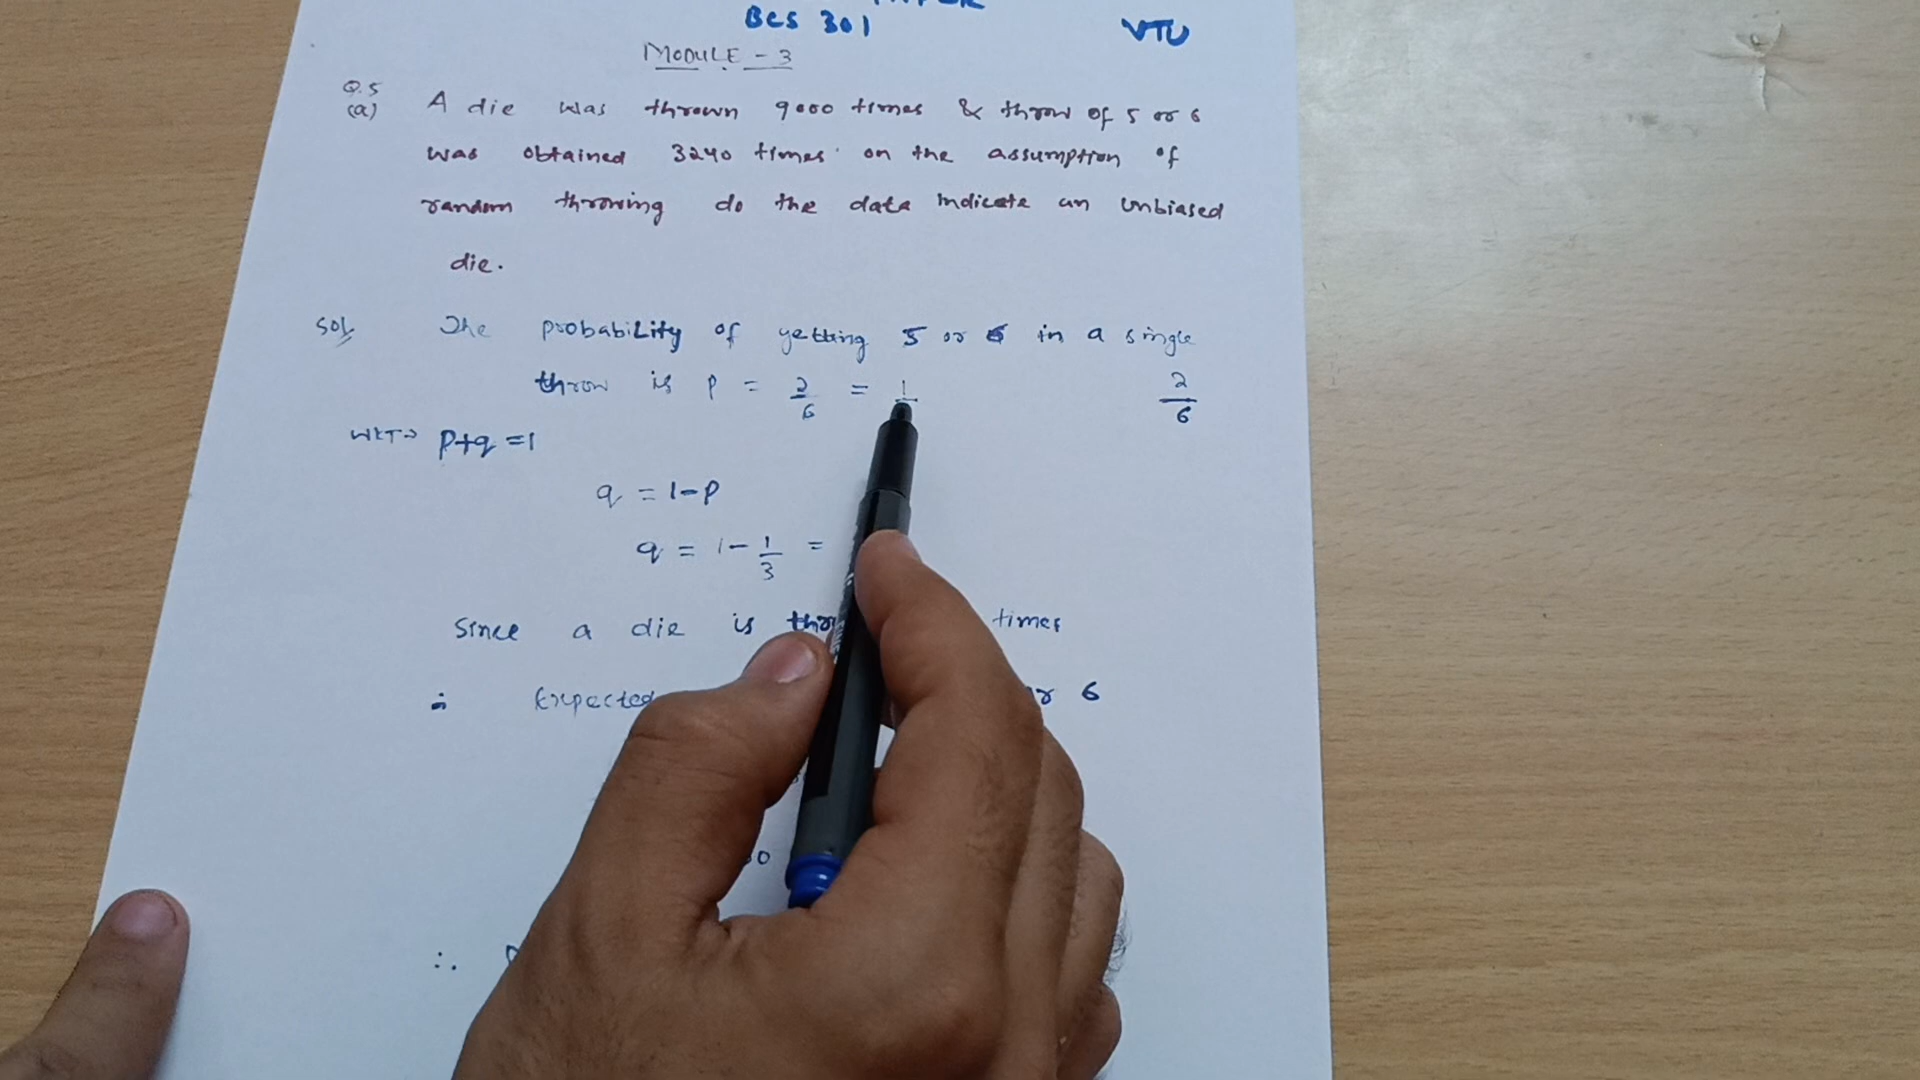 BCS 301
VTU
MODULE - 3
Q.5
(a) A die was thrown 9000 times & throw of 5 or 6
was obtained 3240 times on the assumption of
random throwing do the data indicate an unbiased
die.
Sol The probability of getting 5 or 6 in a single
throw is P = 2/6 = 1
2/6
WKT→ P+q = 1
q = 1-P
q = 1 - 1/3 =
Since a die is times
∴ Expected 6
∴